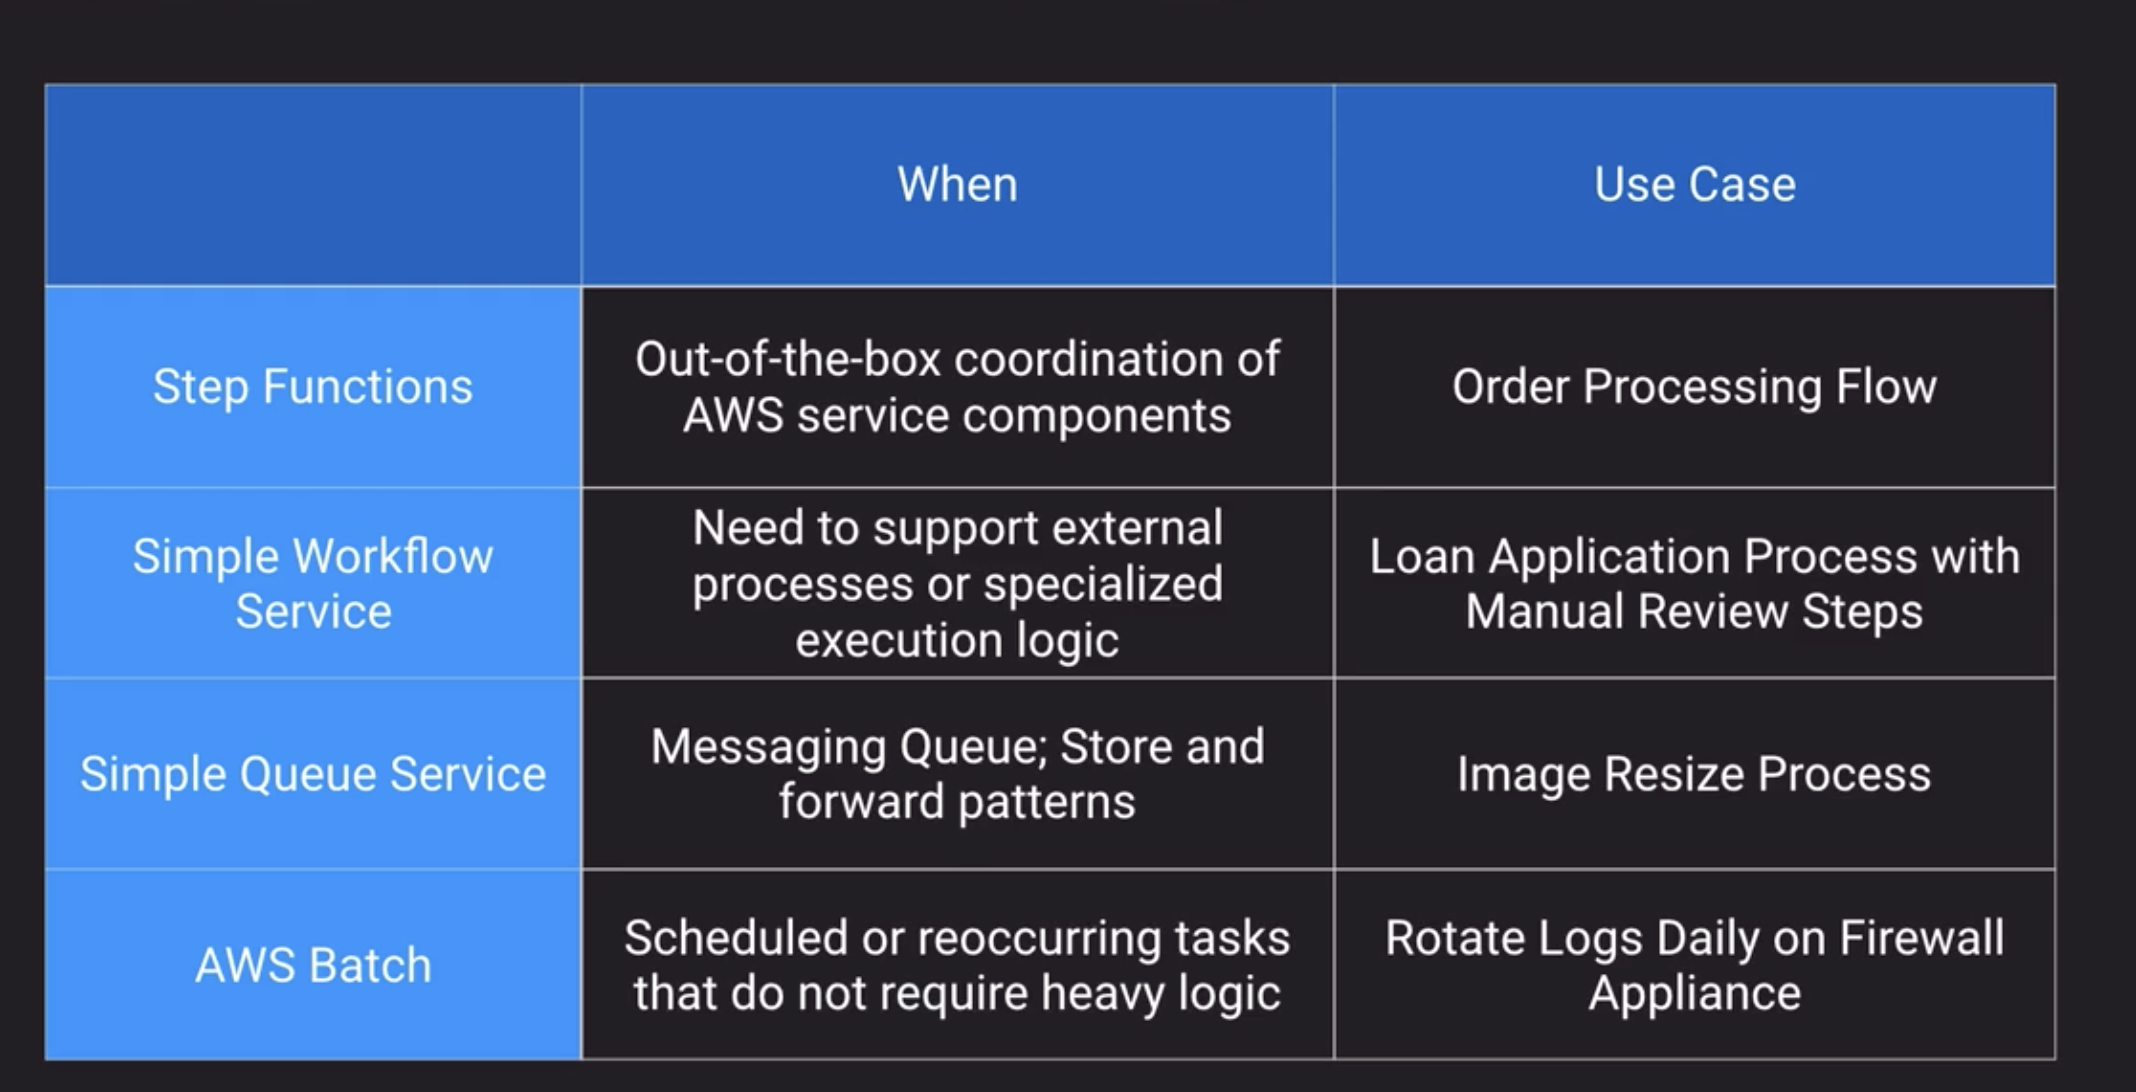 When
Use Case
Step Functions
Out-of-the-box coordination of
AWS service components
Order Processing Flow
Simple Workflow
Service
Need to support external
processes or specialized
execution logic
Loan Application Process with
Manual Review Steps
Simple Queue Service
Messaging Queue; Store and
forward patterns
Image Resize Process
AWS Batch
Scheduled or reoccurring tasks
that do not require heavy logic
Rotate Logs Daily on Firewall
Appliance